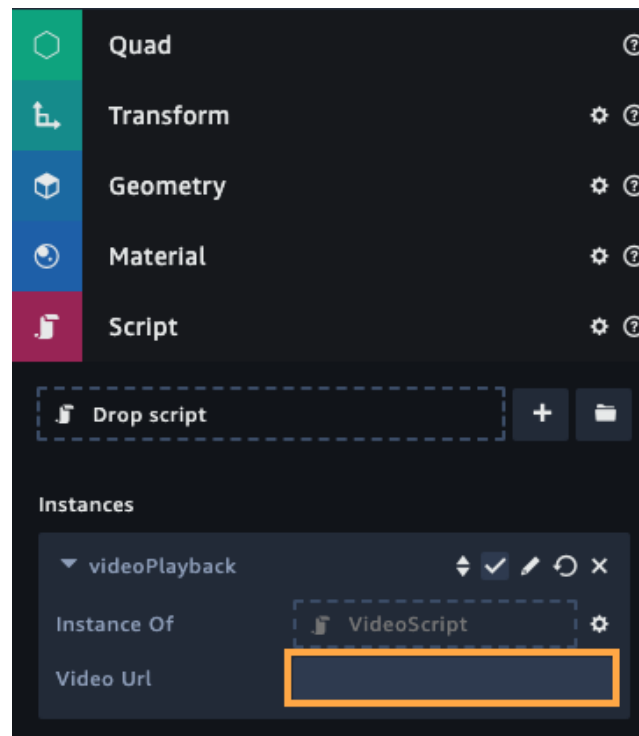 Quad
Transform
Geometry
Material
Script
Drop script
Instances
videoPlayback
Instance Of VideoScript
Video Url